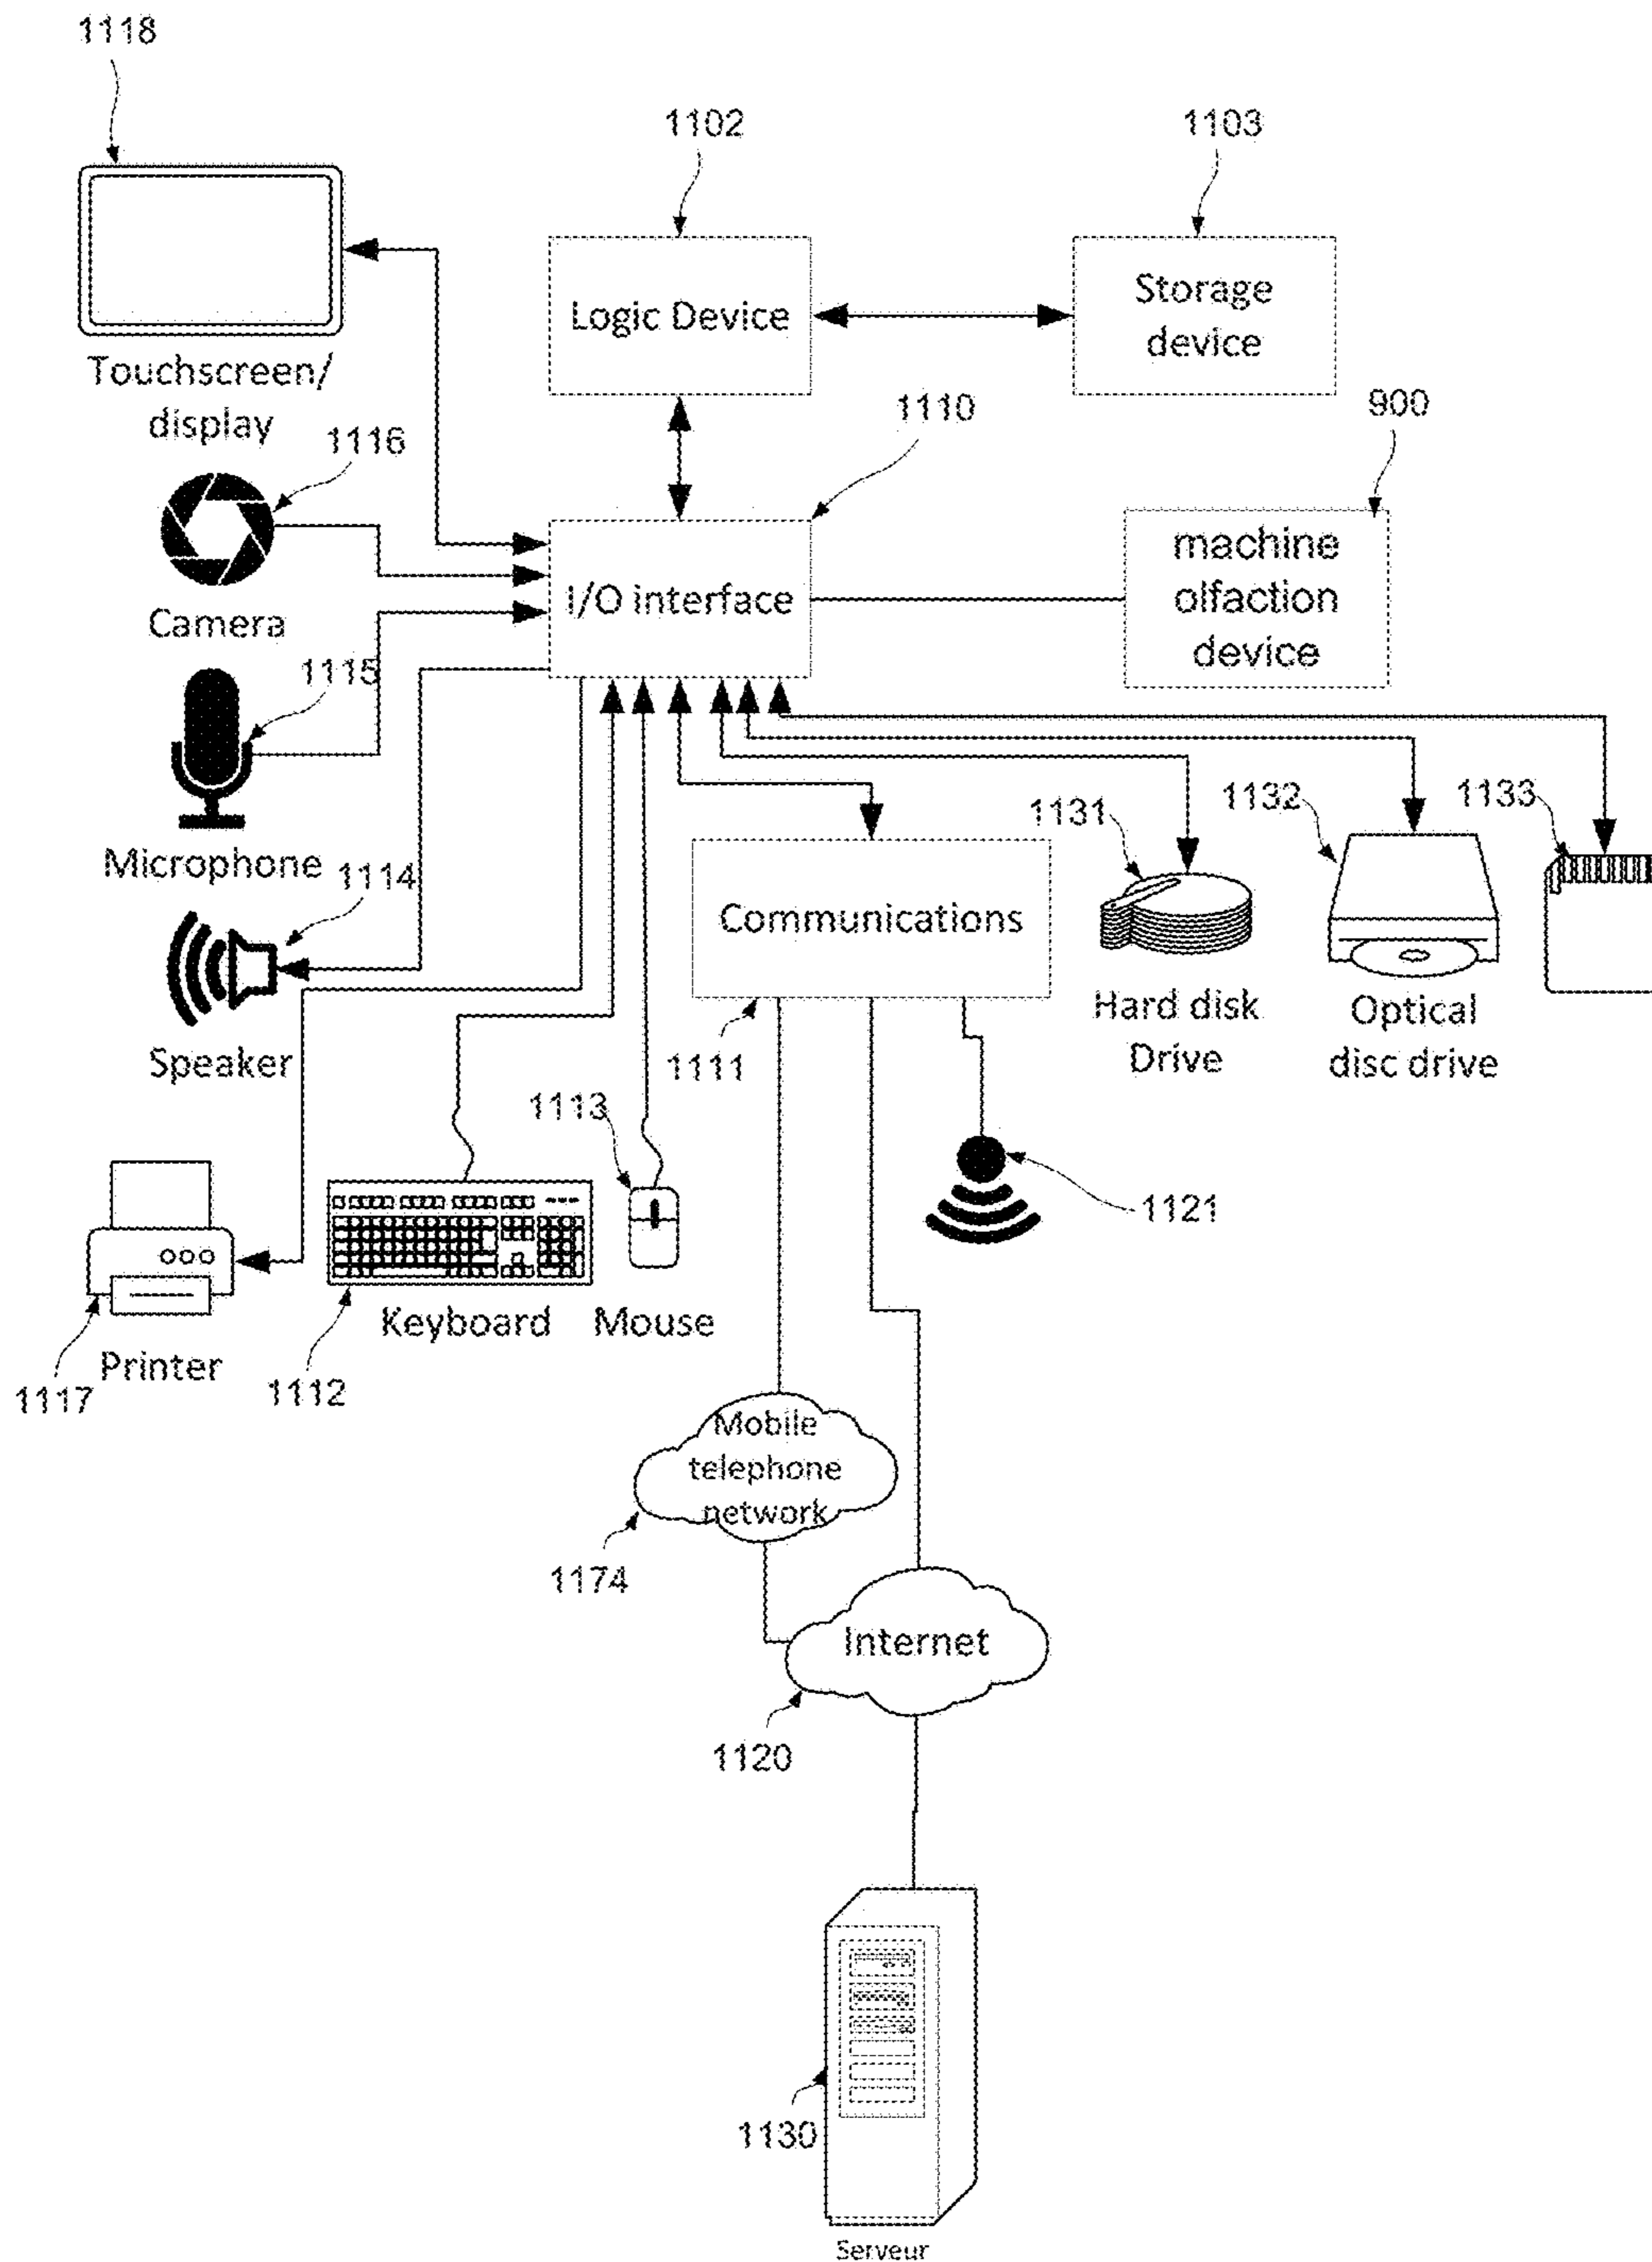 1118
1102
1103
Logic Device
Storage
device
Touchscreen/
display
1110
900
1116
machine
olfaction
device
I/O interface
Camera
1115
1131
1132
1133
Microphone
1114
Communications
Hard disk
Drive
Optical
disc drive
Speaker
1111
1113
1121
Keyboard
Mouse
Printer
1117
1112
Mobile
telephone
network
1174
Internet
1120
1130
Serveur